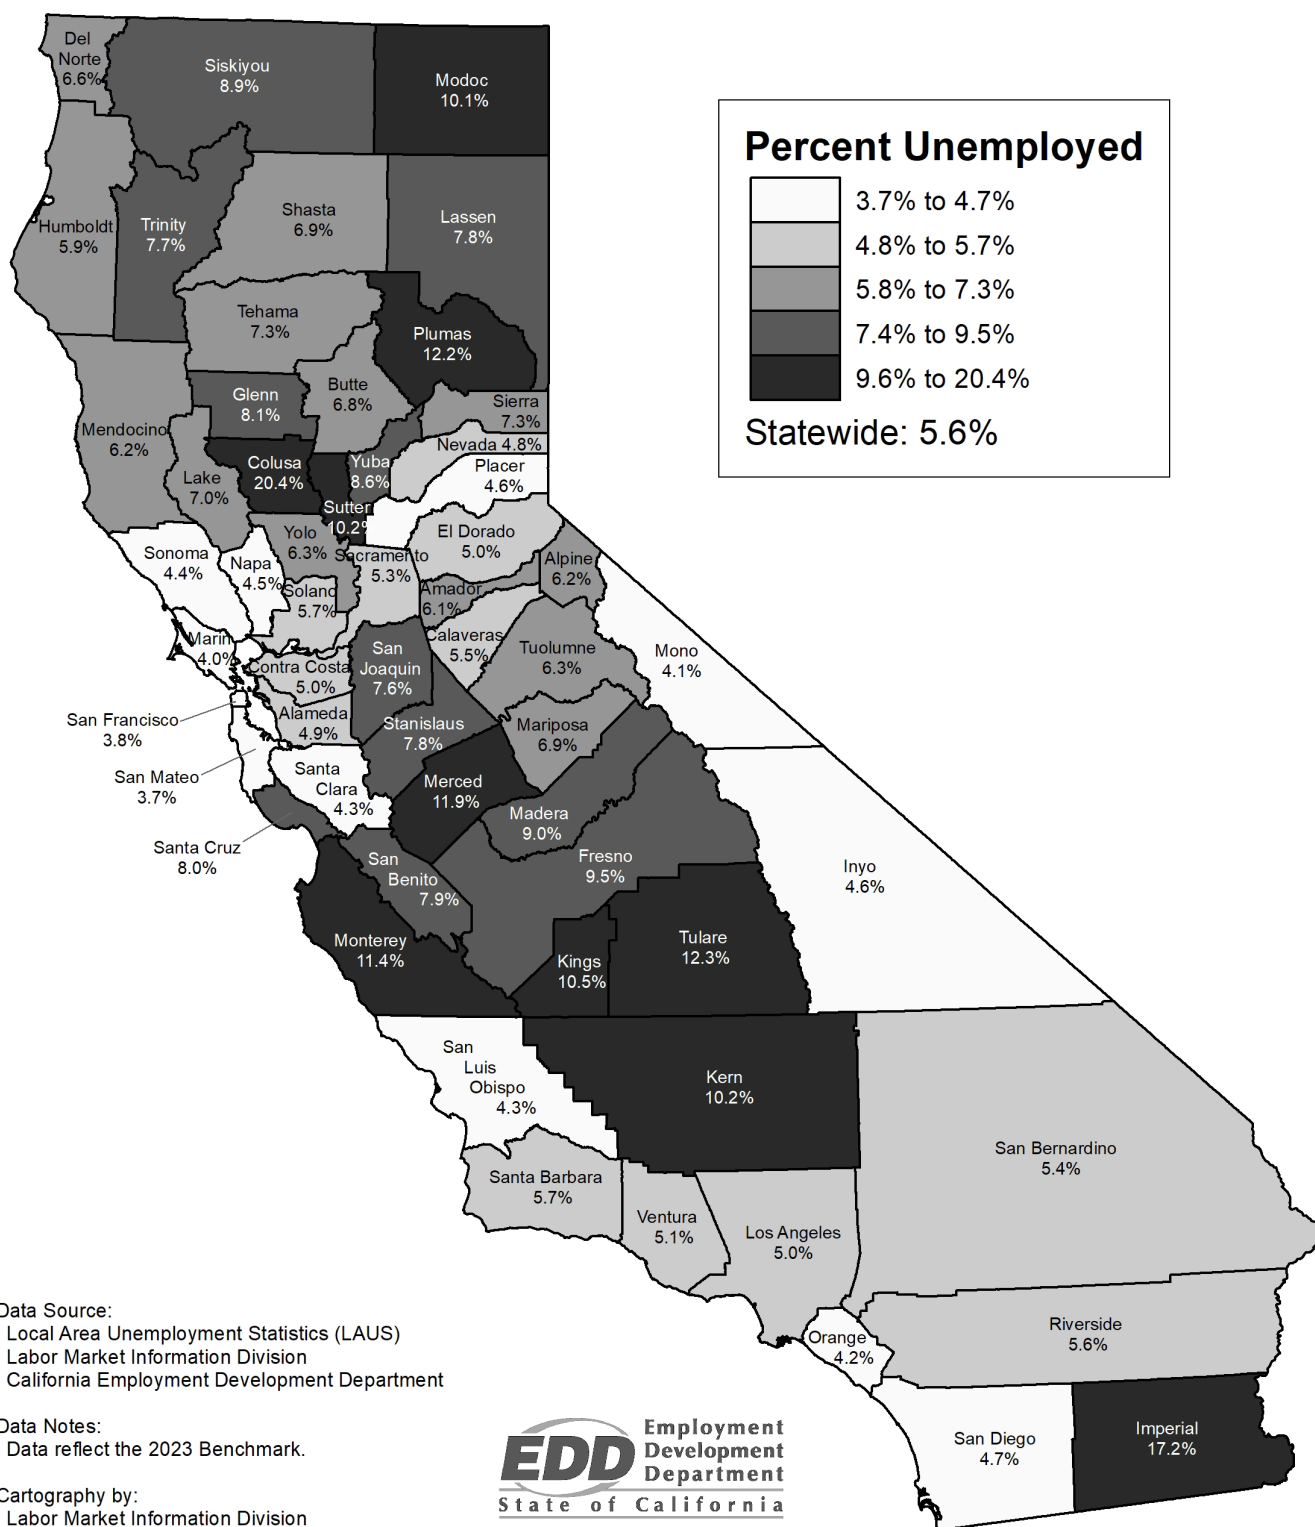 Del
Norte
6.6%
Siskiyou
8.9%
Modoc
10.1%
Percent Unemployed
3.7% to 4.7%
4.8% to 5.7%
5.8% to 7.3%
7.4% to 9.5%
9.6% to 20.4%
Statewide: 5.6%
Humboldt
5.9%
Trinity
7.7%
Shasta
6.9%
Lassen
7.8%
Tehama
7.3%
Plumas
12.2%
Glenn
8.1%
Butte
6.8%
Sierra
7.3%
Mendocino
6.2%
Lake
7.0%
Colusa
20.4%
Yuba
8.6%
Nevada 4.8%
Placer
4.6%
Sutter
10.2%
Sonoma
4.4%
Napa
4.5%
Yolo
6.3%
Sacramento
5.3%
El Dorado
5.0%
Alpine
6.2%
Solano
5.7%
Amador
6.1%
Marin
4.0%
Contra Costa
5.0%
San
Joaquin
7.6%
Calaveras
5.5%
Tuolumne
6.3%
Mono
4.1%
San Francisco
3.8%
Alameda
4.9%
Stanislaus
7.8%
Mariposa
6.9%
San Mateo
3.7%
Santa
Clara
4.3%
Merced
11.9%
Madera
9.0%
Santa Cruz
8.0%
San
Benito
7.9%
Fresno
9.5%
Inyo
4.6%
Monterey
11.4%
Kings
10.5%
Tulare
12.3%
San
Luis
Obispo
4.3%
Kern
10.2%
San Bernardino
5.4%
Santa Barbara
5.7%
Ventura
5.1%
Los Angeles
5.0%
Orange
4.2%
Riverside
5.6%
San Diego
4.7%
Imperial
17.2%
Data Source:
Local Area Unemployment Statistics (LAUS)
Labor Market Information Division
California Employment Development Department
Data Notes:
Data reflect the 2023 Benchmark.
Cartography by:
Labor Market Information Division
EDD
Employment
Development
Department
State of California